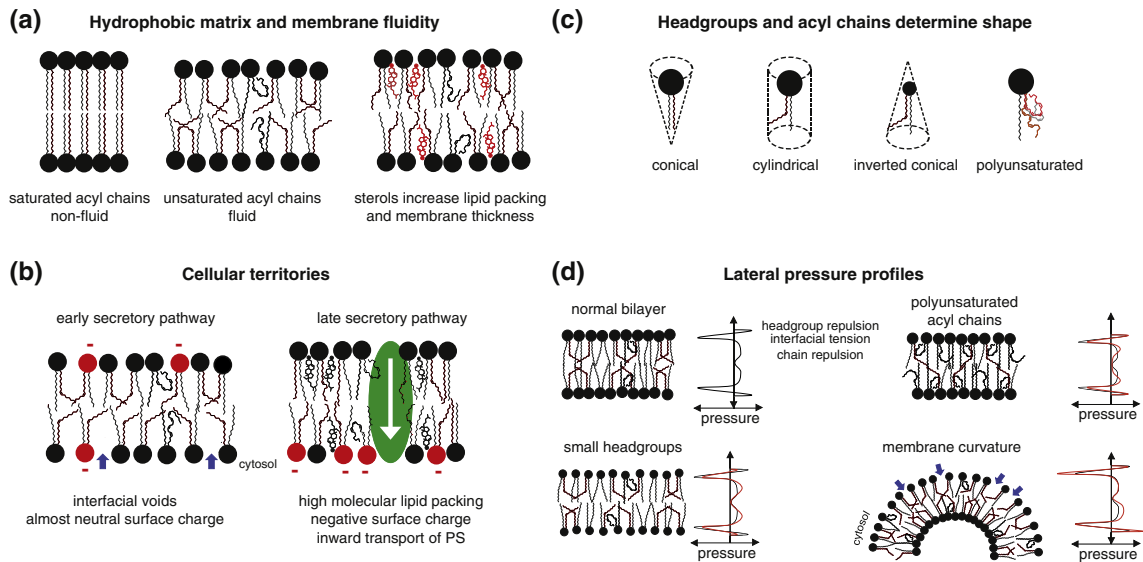 (a) Hydrophobic matrix and membrane fluidity
saturated acyl chains
non-fluid
unsaturated acyl chains
fluid
sterols increase lipid packing
and membrane thickness
(c) Headgroups and acyl chains determine shape
conical
cylindrical
inverted conical
polyunsaturated
(b) Cellular territories
early secretory pathway
-
-
-
cytosol
interfacial voids
almost neutral surface charge
late secretory pathway
-
-
-
-
high molecular lipid packing
negative surface charge
inward transport of PS
(d) Lateral pressure profiles
normal bilayer
headgroup repulsion
interfacial tension
chain repulsion
pressure
polyunsaturated
acyl chains
pressure
small headgroups
pressure
membrane curvature
cytosol
pressure